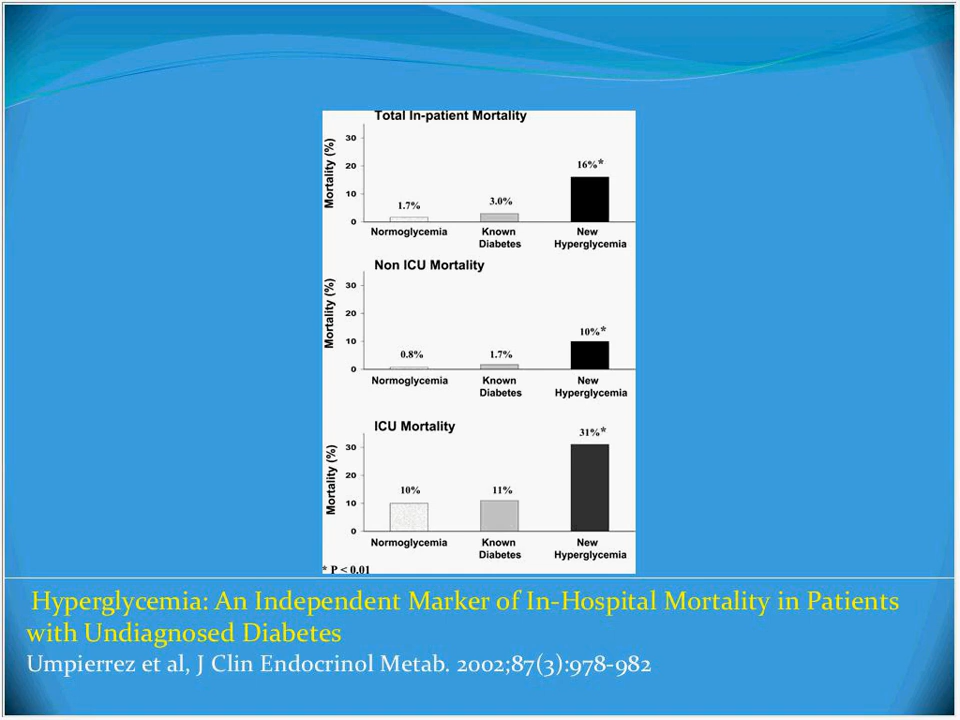 Total In-patient Mortality
Mortality (%)
30
20
10
0
1.7%
3.0%
16%*
Normoglycemia
Known
Diabetes
New
Hyperglycemia
Non ICU Mortality
Mortality (%)
30
20
10
0
0.8%
1.7%
10%*
Normoglycemia
Known
Diabetes
New
Hyperglycemia
ICU Mortality
Mortality (%)
30
20
10
0
10%
11%
31%*
Normoglycemia
Known
Diabetes
New
Hyperglycemia
* P < 0.01
Hyperglycemia: An Independent Marker of In-Hospital Mortality in Patients
with Undiagnosed Diabetes
Umpierrez et al, J Clin Endocrinol Metab. 2002;87(3):978-982